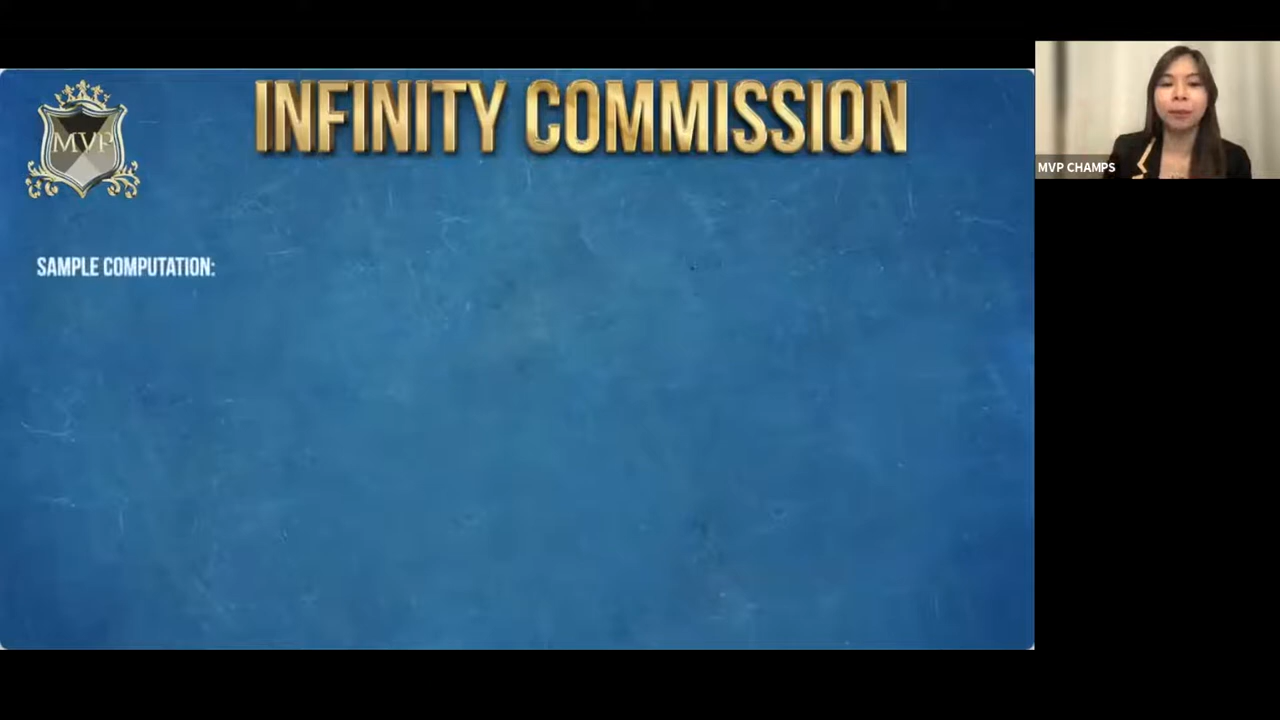 INFINITY COMMISSION
MVP
MVP CHAMPS
SAMPLE COMPUTATION: